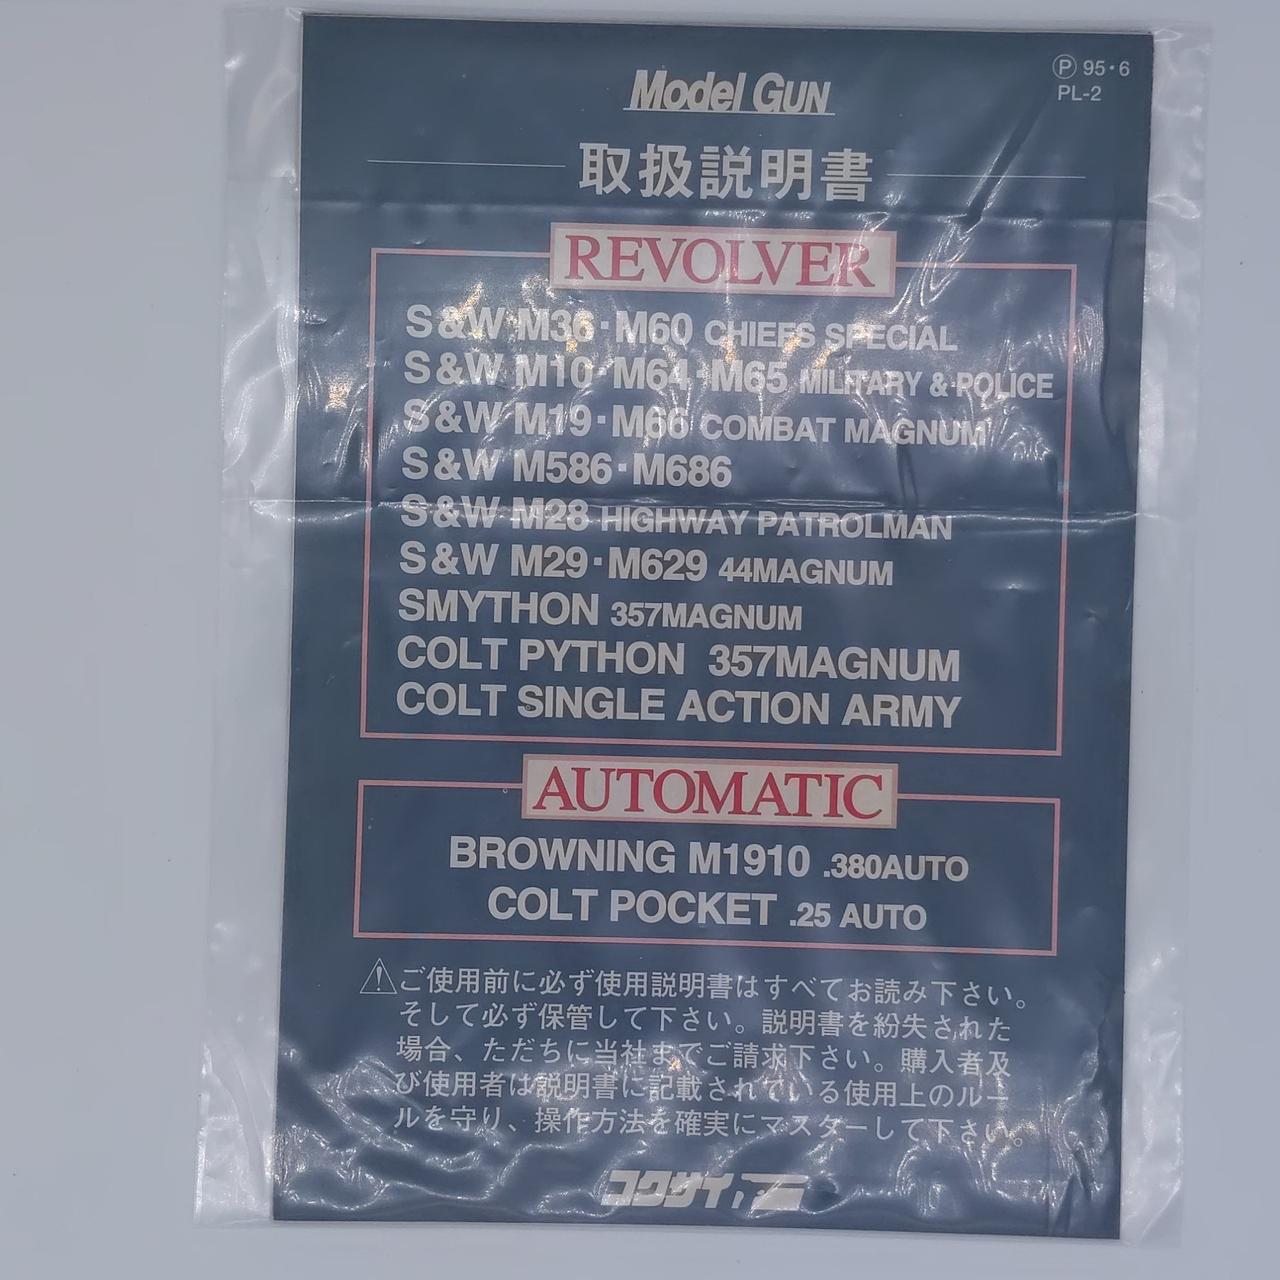 Model GUN
Ⓟ 95・6
PL-2
取扱説明書
REVOLVER
S&W M36・M60 CHIEFS SPECIAL
S&W M10・M64・M65 MILITARY & POLICE
S&W M19・M66 COMBAT MAGNUM
S&W M586・M686
S&W M28 HIGHWAY PATROLMAN
S&W M29・M629 44MAGNUM
SMYTHON 357MAGNUM
COLT PYTHON 357MAGNUM
COLT SINGLE ACTION ARMY
AUTOMATIC
BROWNING M1910 .380AUTO
COLT POCKET .25 AUTO
⚠ご使用前に必ず使用説明書はすべてお読み下さい。
そして必ず保管して下さい。説明書を紛失された
場合、ただちに当社までご請求下さい。購入者及
び使用者は説明書に記載されている使用上のルー
ルを守り、操作方法を確実にマスターして下さい。
コクサイ